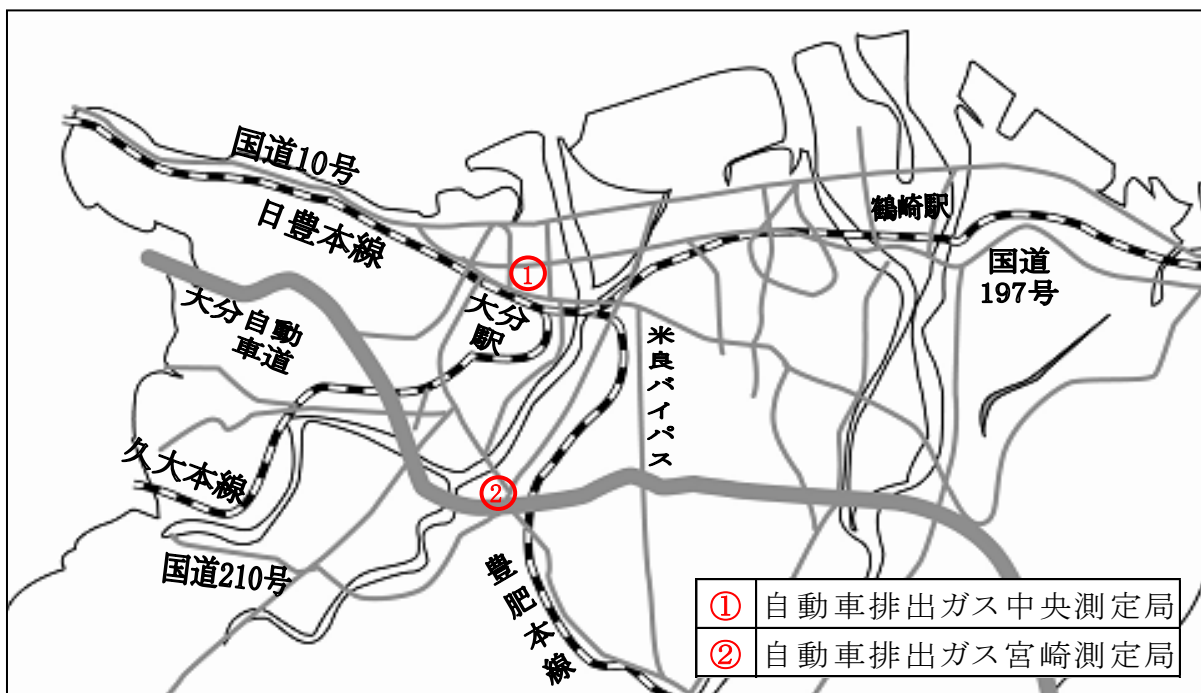 国道10号
日豊本線
鶴崎駅
国道
197号
①
大分
駅
大分自動
車道
米良バイパス
久大本線
②
国道210号
豊肥本線
① 自動車排出ガス中央測定局
② 自動車排出ガス宮崎測定局